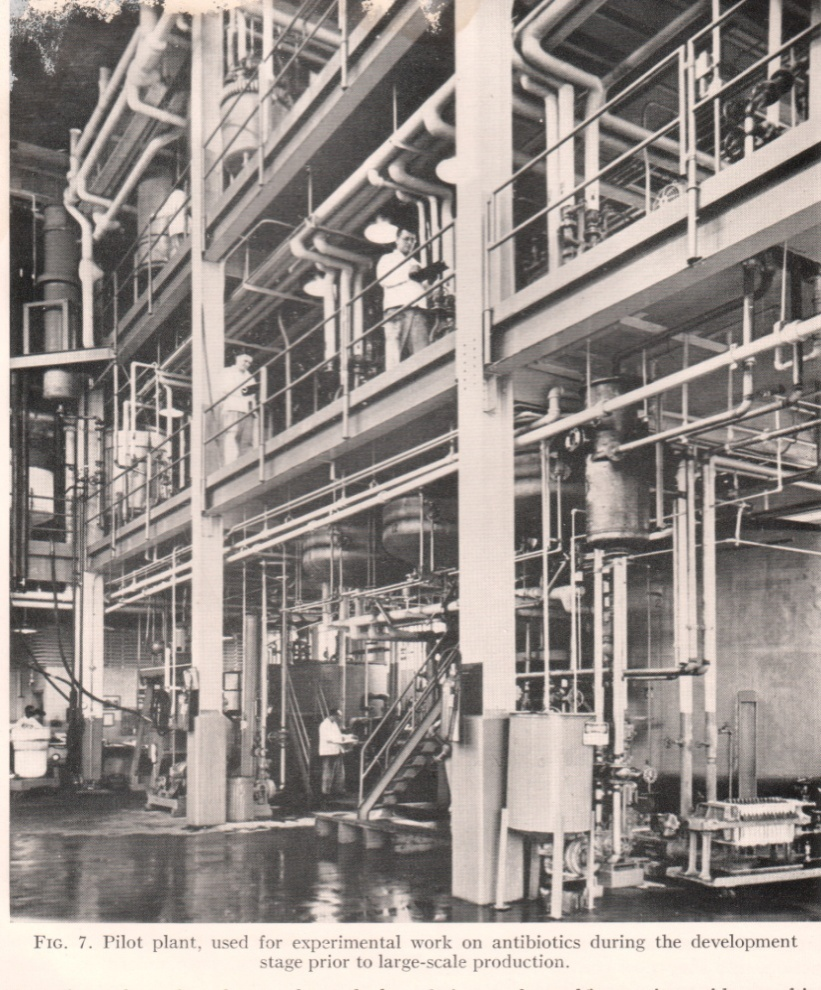 FIG. 7. Pilot plant, used for experimental work on antibiotics during the development
stage prior to large-scale production.